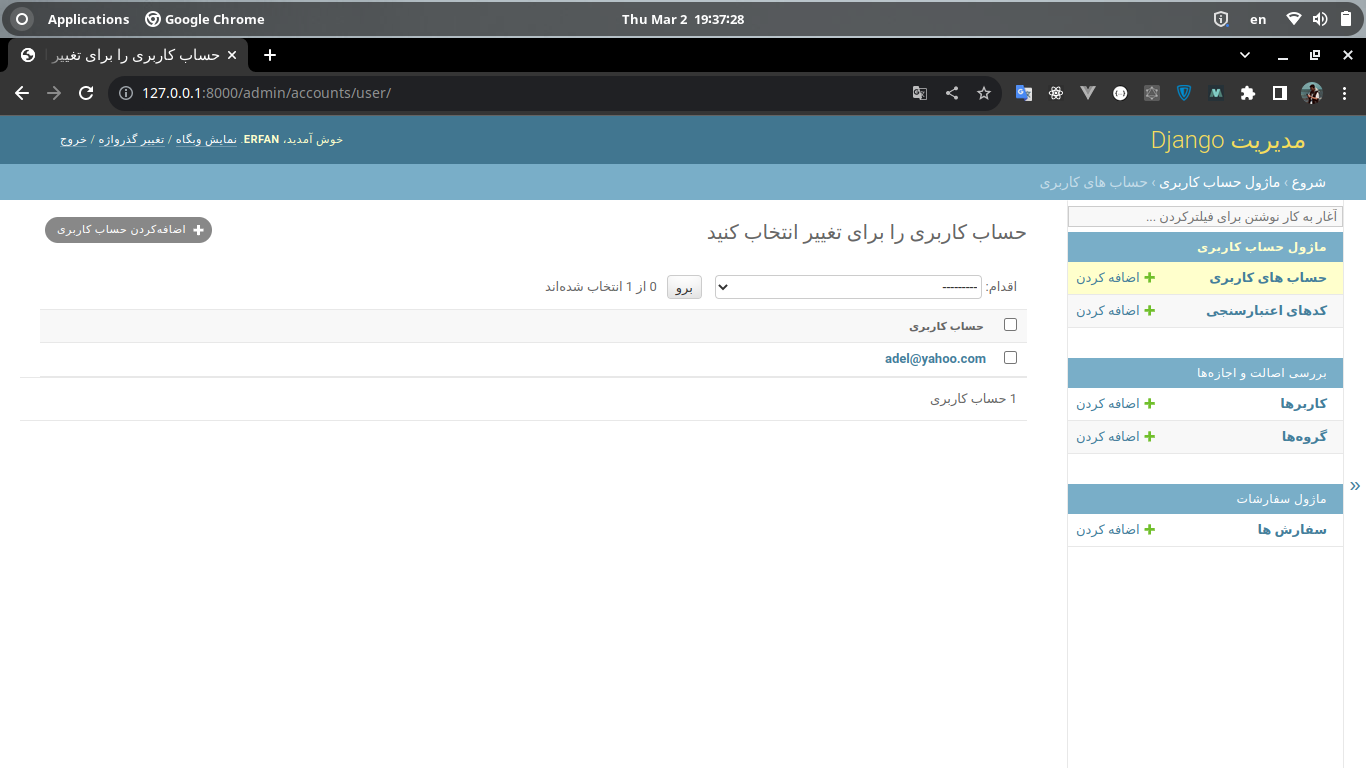 Applications Google Chrome Thu Mar 2 19:37:28 en
حساب کاربری را برای تغییر
127.0.0.1:8000/admin/accounts/user/
مدیریت Django
خوش آمدید، ERFAN. نمایش وبگاه / تغییر گذرواژه / خروج
شروع › ماژول حساب کاربری › حساب های کاربری
آغاز به کار نوشتن برای فیلترکردن ...
ماژول حساب کاربری
حساب های کاربری اضافه کردن
کدهای اعتبارسنجی اضافه کردن
بررسی اصالت و اجازه‌ها
کاربرها اضافه کردن
گروه‌ها اضافه کردن
ماژول سفارشات
سفارش ها اضافه کردن
»
حساب کاربری را برای تغییر انتخاب کنید
اضافه‌کردن حساب کاربری
اقدام: --------- برو 0 از 1 انتخاب شده‌اند
حساب کاربری
adel@yahoo.com
1 حساب کاربری